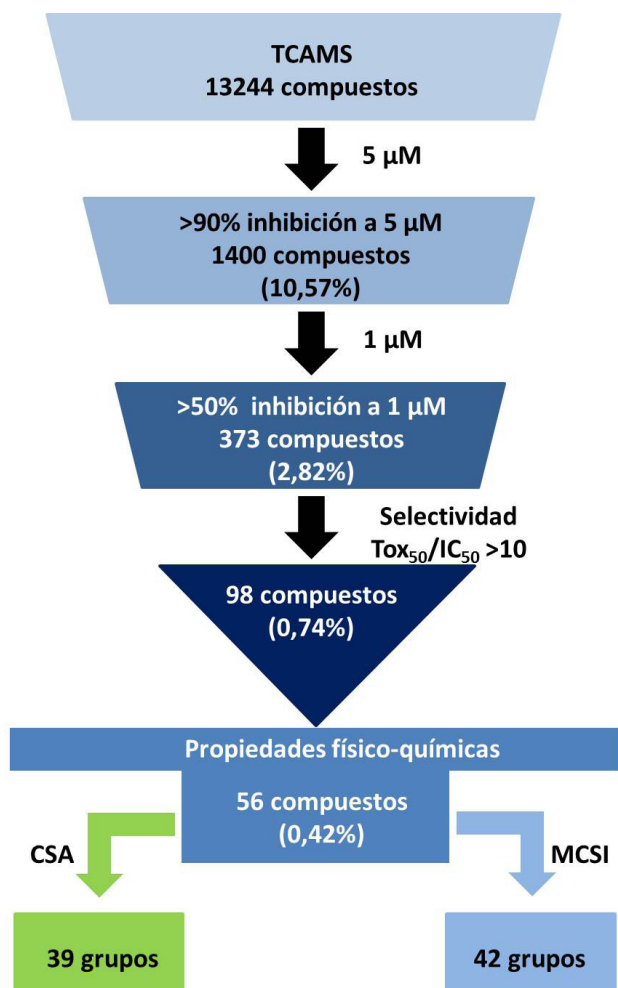 TCAMS
13244 compuestos
5 µM
>90% inhibición a 5 µM
1400 compuestos
(10,57%)
1 µM
>50% inhibición a 1 µM
373 compuestos
(2,82%)
Selectividad
Tox₅₀/IC₅₀ >10
98 compuestos
(0,74%)
Propiedades físico-químicas
56 compuestos
(0,42%)
CSA
MCSI
39 grupos
42 grupos